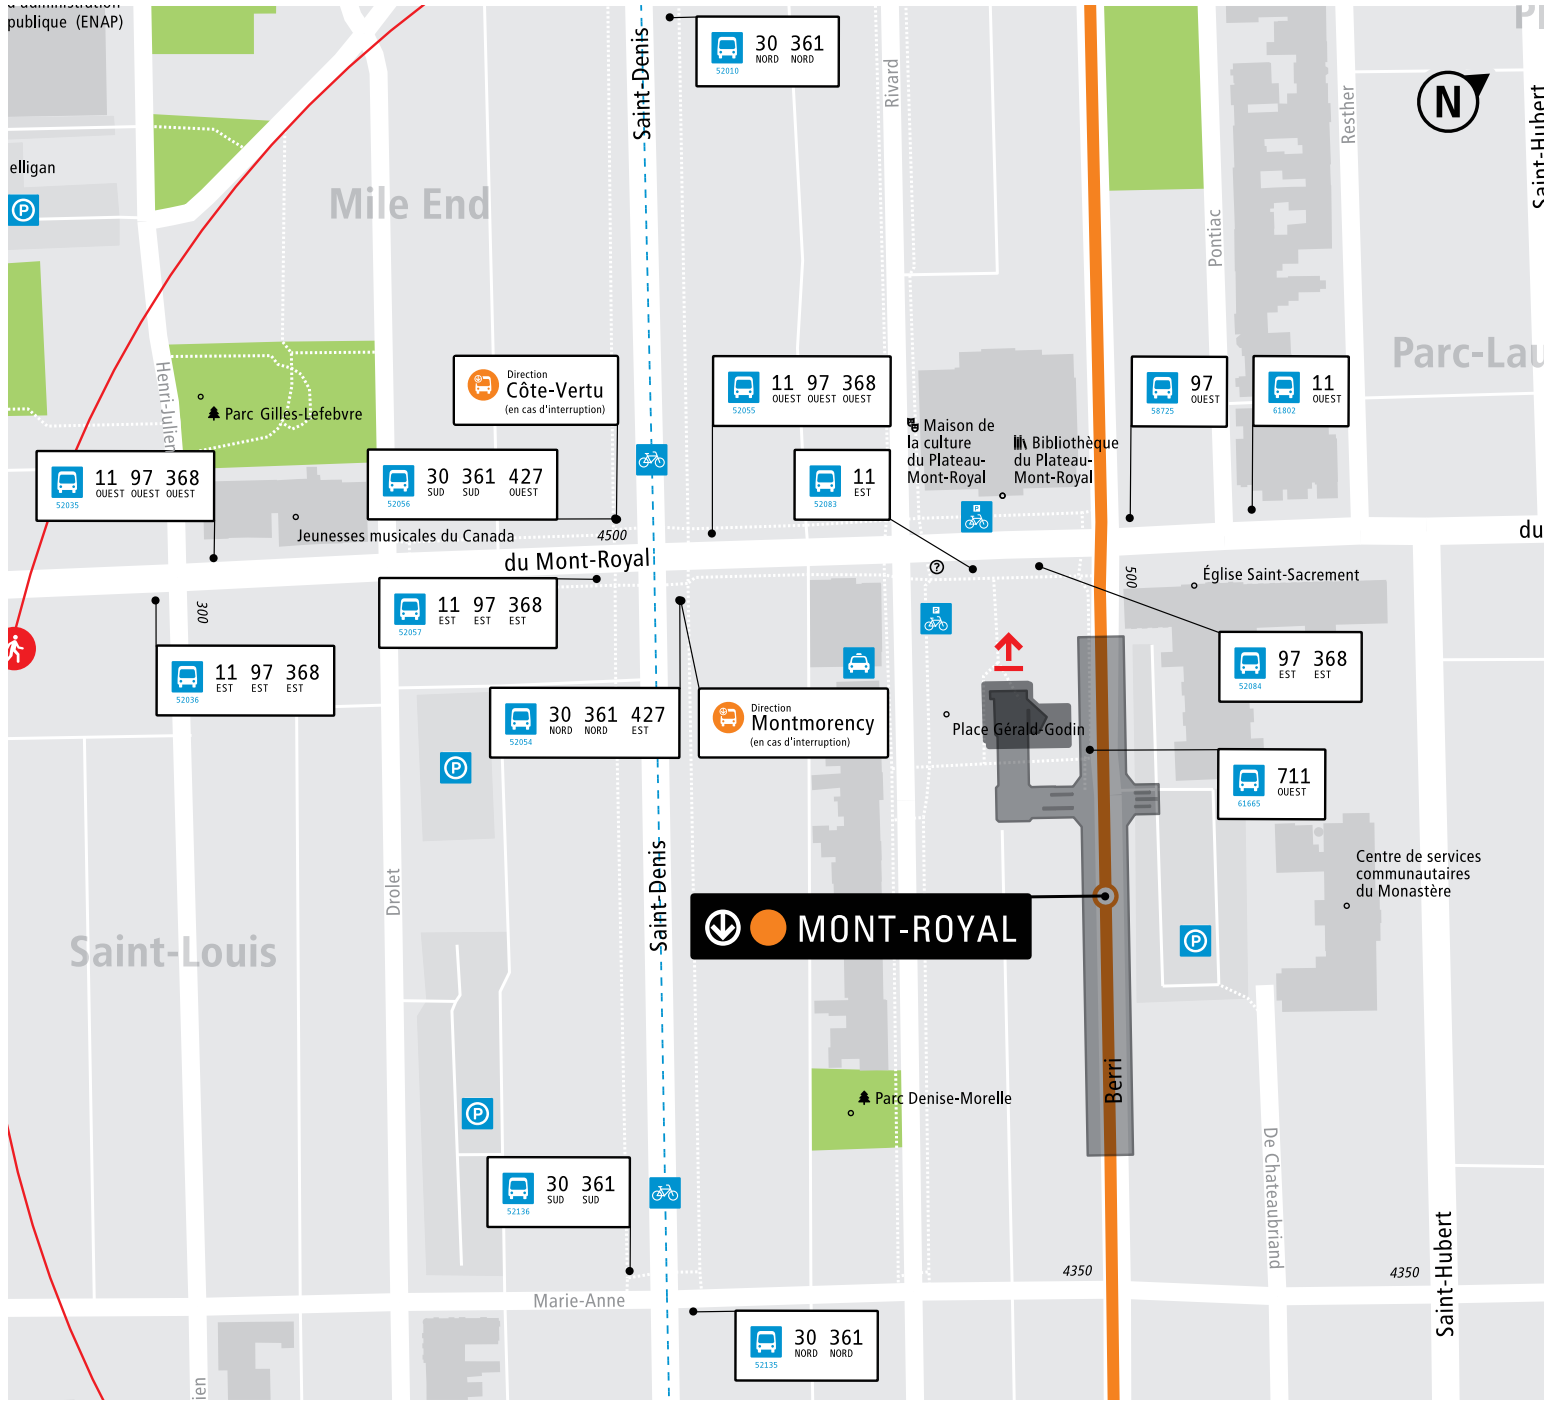 publique (ENAP)
Saint-Denis
30 361
NORD NORD
52010
Rivard
Resther
N
Saint-Hubert
elligan
P
Mile End
Pontiac
Parc-Lau
Henri-Julien
Parc Gilles-Lefebvre
Direction
Côte-Vertu
(en cas d'interruption)
11 97 368
OUEST OUEST OUEST
52055
97
OUEST
58725
11
OUEST
61802
Maison de
la culture
du Plateau-
Mont-Royal
Bibliothèque
du Plateau-
Mont-Royal
11 97 368
OUEST OUEST OUEST
52035
30 361 427
SUD SUD OUEST
52056
11
EST
52083
P
Jeunesses musicales du Canada
4500
du Mont-Royal
du
?
500
Église Saint-Sacrement
300
11 97 368
EST EST EST
52057
P
11 97 368
EST EST EST
52036
97 368
EST EST
52084
30 361 427
NORD NORD EST
52054
Direction
Montmorency
(en cas d'interruption)
Place Gérald-Godin
P
711
OUEST
61665
Drolet
Saint-Denis
Centre de services
communautaires
du Monastère
MONT-ROYAL
P
Saint-Louis
Berri
Parc Denise-Morelle
P
De Chateaubriand
30 361
SUD SUD
52136
Saint-Hubert
4350
4350
Marie-Anne
30 361
NORD NORD
52135
ien